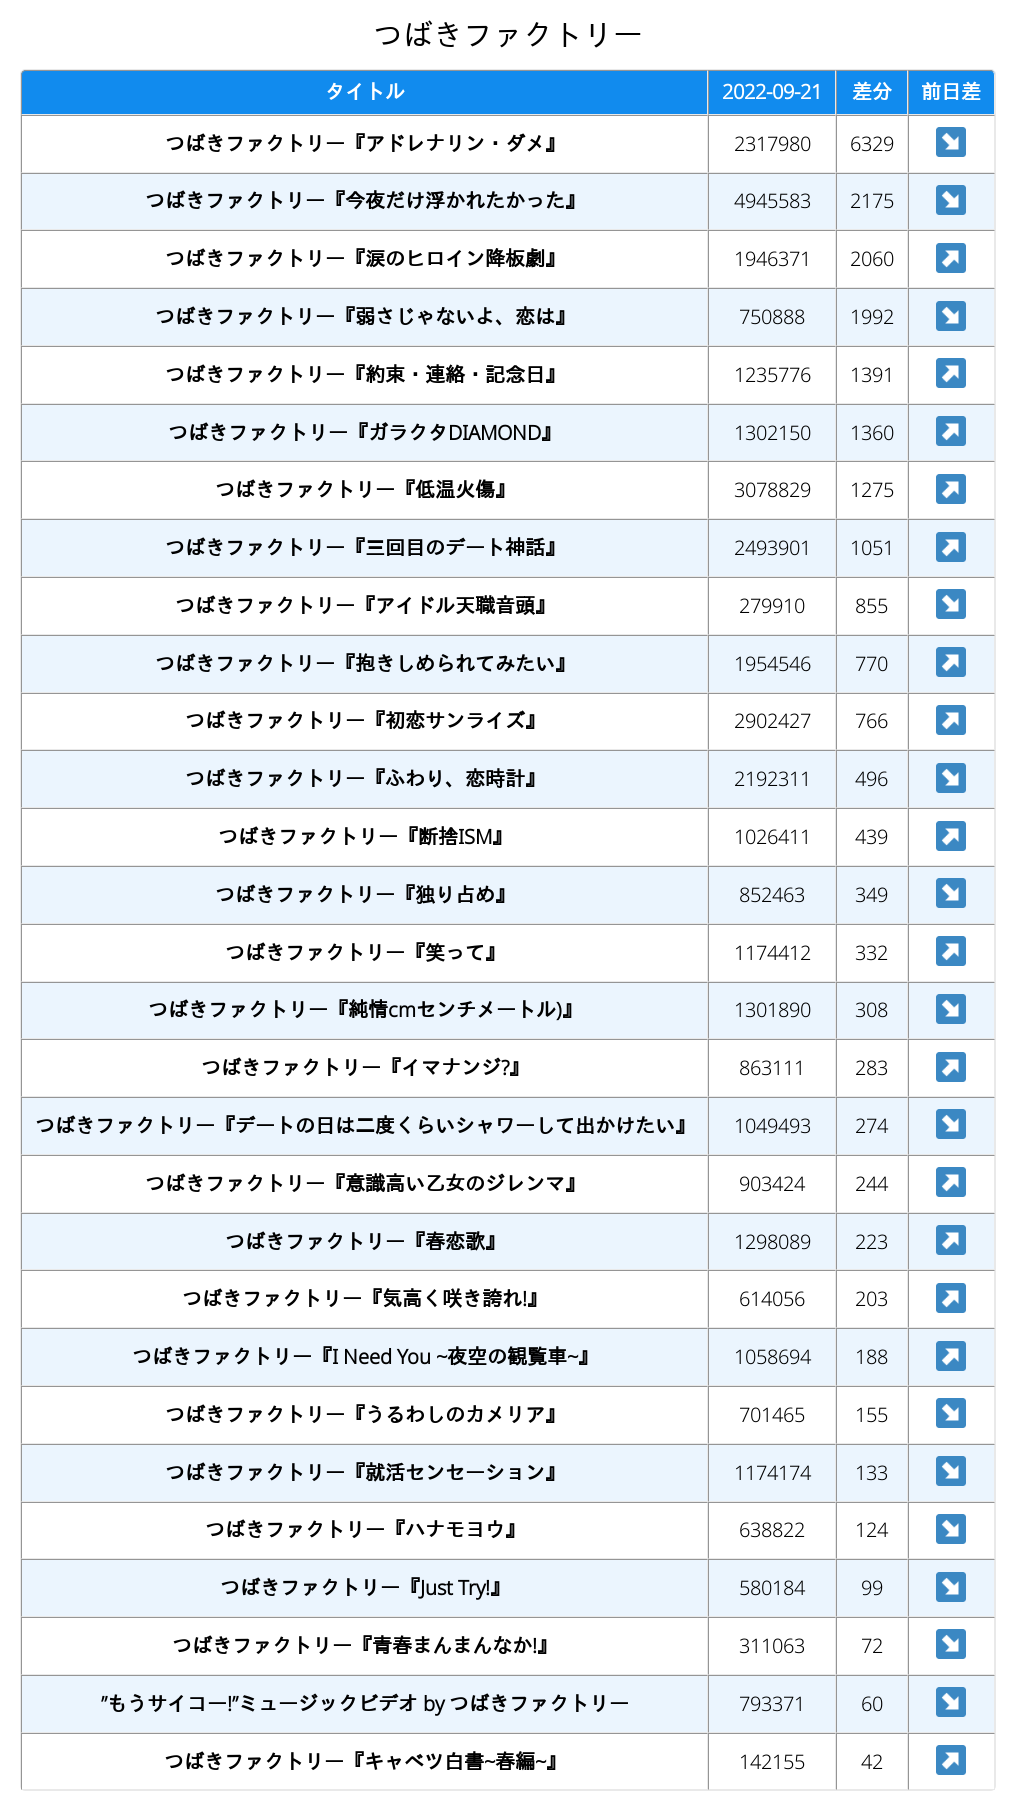 つばきファクトリー
タイトル 2022-09-21 差分 前日差
つばきファクトリー『アドレナリン・ダメ』 2317980 6329 ↘
つばきファクトリー『今夜だけ浮かれたかった』 4945583 2175 ↘
つばきファクトリー『涙のヒロイン降板劇』 1946371 2060 ↗
つばきファクトリー『弱さじゃないよ、恋は』 750888 1992 ↘
つばきファクトリー『約束・連絡・記念日』 1235776 1391 ↗
つばきファクトリー『ガラクタDIAMOND』 1302150 1360 ↗
つばきファクトリー『低温火傷』 3078829 1275 ↗
つばきファクトリー『三回目のデート神話』 2493901 1051 ↗
つばきファクトリー『アイドル天職音頭』 279910 855 ↘
つばきファクトリー『抱きしめられてみたい』 1954546 770 ↗
つばきファクトリー『初恋サンライズ』 2902427 766 ↗
つばきファクトリー『ふわり、恋時計』 2192311 496 ↘
つばきファクトリー『断捨ISM』 1026411 439 ↗
つばきファクトリー『独り占め』 852463 349 ↘
つばきファクトリー『笑って』 1174412 332 ↗
つばきファクトリー『純情cmセンチメートル)』 1301890 308 ↘
つばきファクトリー『イマナンジ?』 863111 283 ↗
つばきファクトリー『デートの日は二度くらいシャワーして出かけたい』 1049493 274 ↘
つばきファクトリー『意識高い乙女のジレンマ』 903424 244 ↗
つばきファクトリー『春恋歌』 1298089 223 ↗
つばきファクトリー『気高く咲き誇れ!』 614056 203 ↗
つばきファクトリー『I Need You ~夜空の観覧車~』 1058694 188 ↗
つばきファクトリー『うるわしのカメリア』 701465 155 ↘
つばきファクトリー『就活センセーション』 1174174 133 ↘
つばきファクトリー『ハナモヨウ』 638822 124 ↘
つばきファクトリー『Just Try!』 580184 99 ↘
つばきファクトリー『青春まんまんなか!』 311063 72 ↘
”もうサイコー!”ミュージックビデオ by つばきファクトリー 793371 60 ↘
つばきファクトリー『キャベツ白書~春編~』 142155 42 ↗